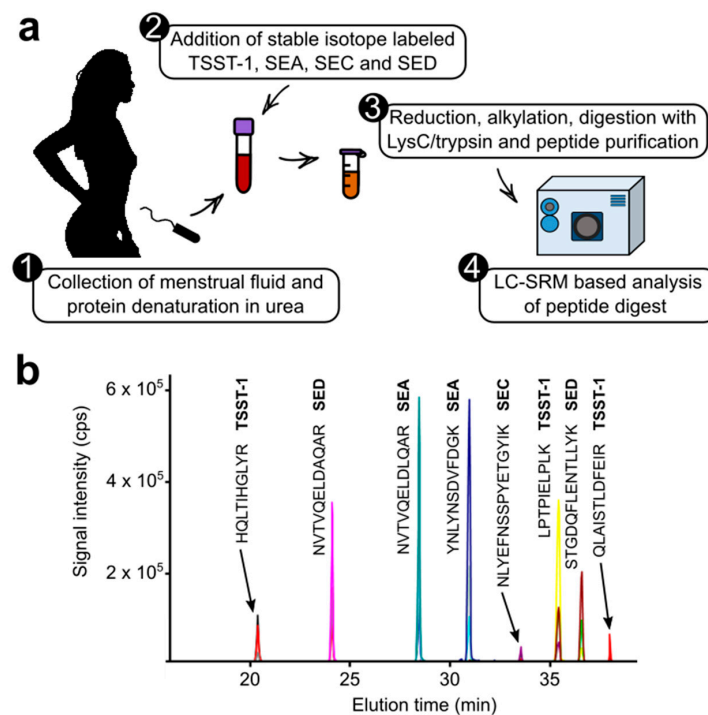 a
2
Addition of stable isotope labeled
TSST-1, SEA, SEC and SED
3
Reduction, alkylation, digestion with
LysC/trypsin and peptide purification
1
Collection of menstrual fluid and
protein denaturation in urea
4
LC-SRM based analysis
of peptide digest
b
Signal intensity (cps)
6 x 10⁵
4 x 10⁵
2 x 10⁵
HQLTIHGLYR TSST-1
NVTVQELDAQAR SED
NVTVQELDLQAR SEA
YNLYNSDVFDGK SEA
NLYEFNSSPYETGYIK SEC
LPTPIELPLK TSST-1
STGDQFLENTLLYK SED
QLAISTLDFEIR TSST-1
20
25
30
35
Elution time (min)